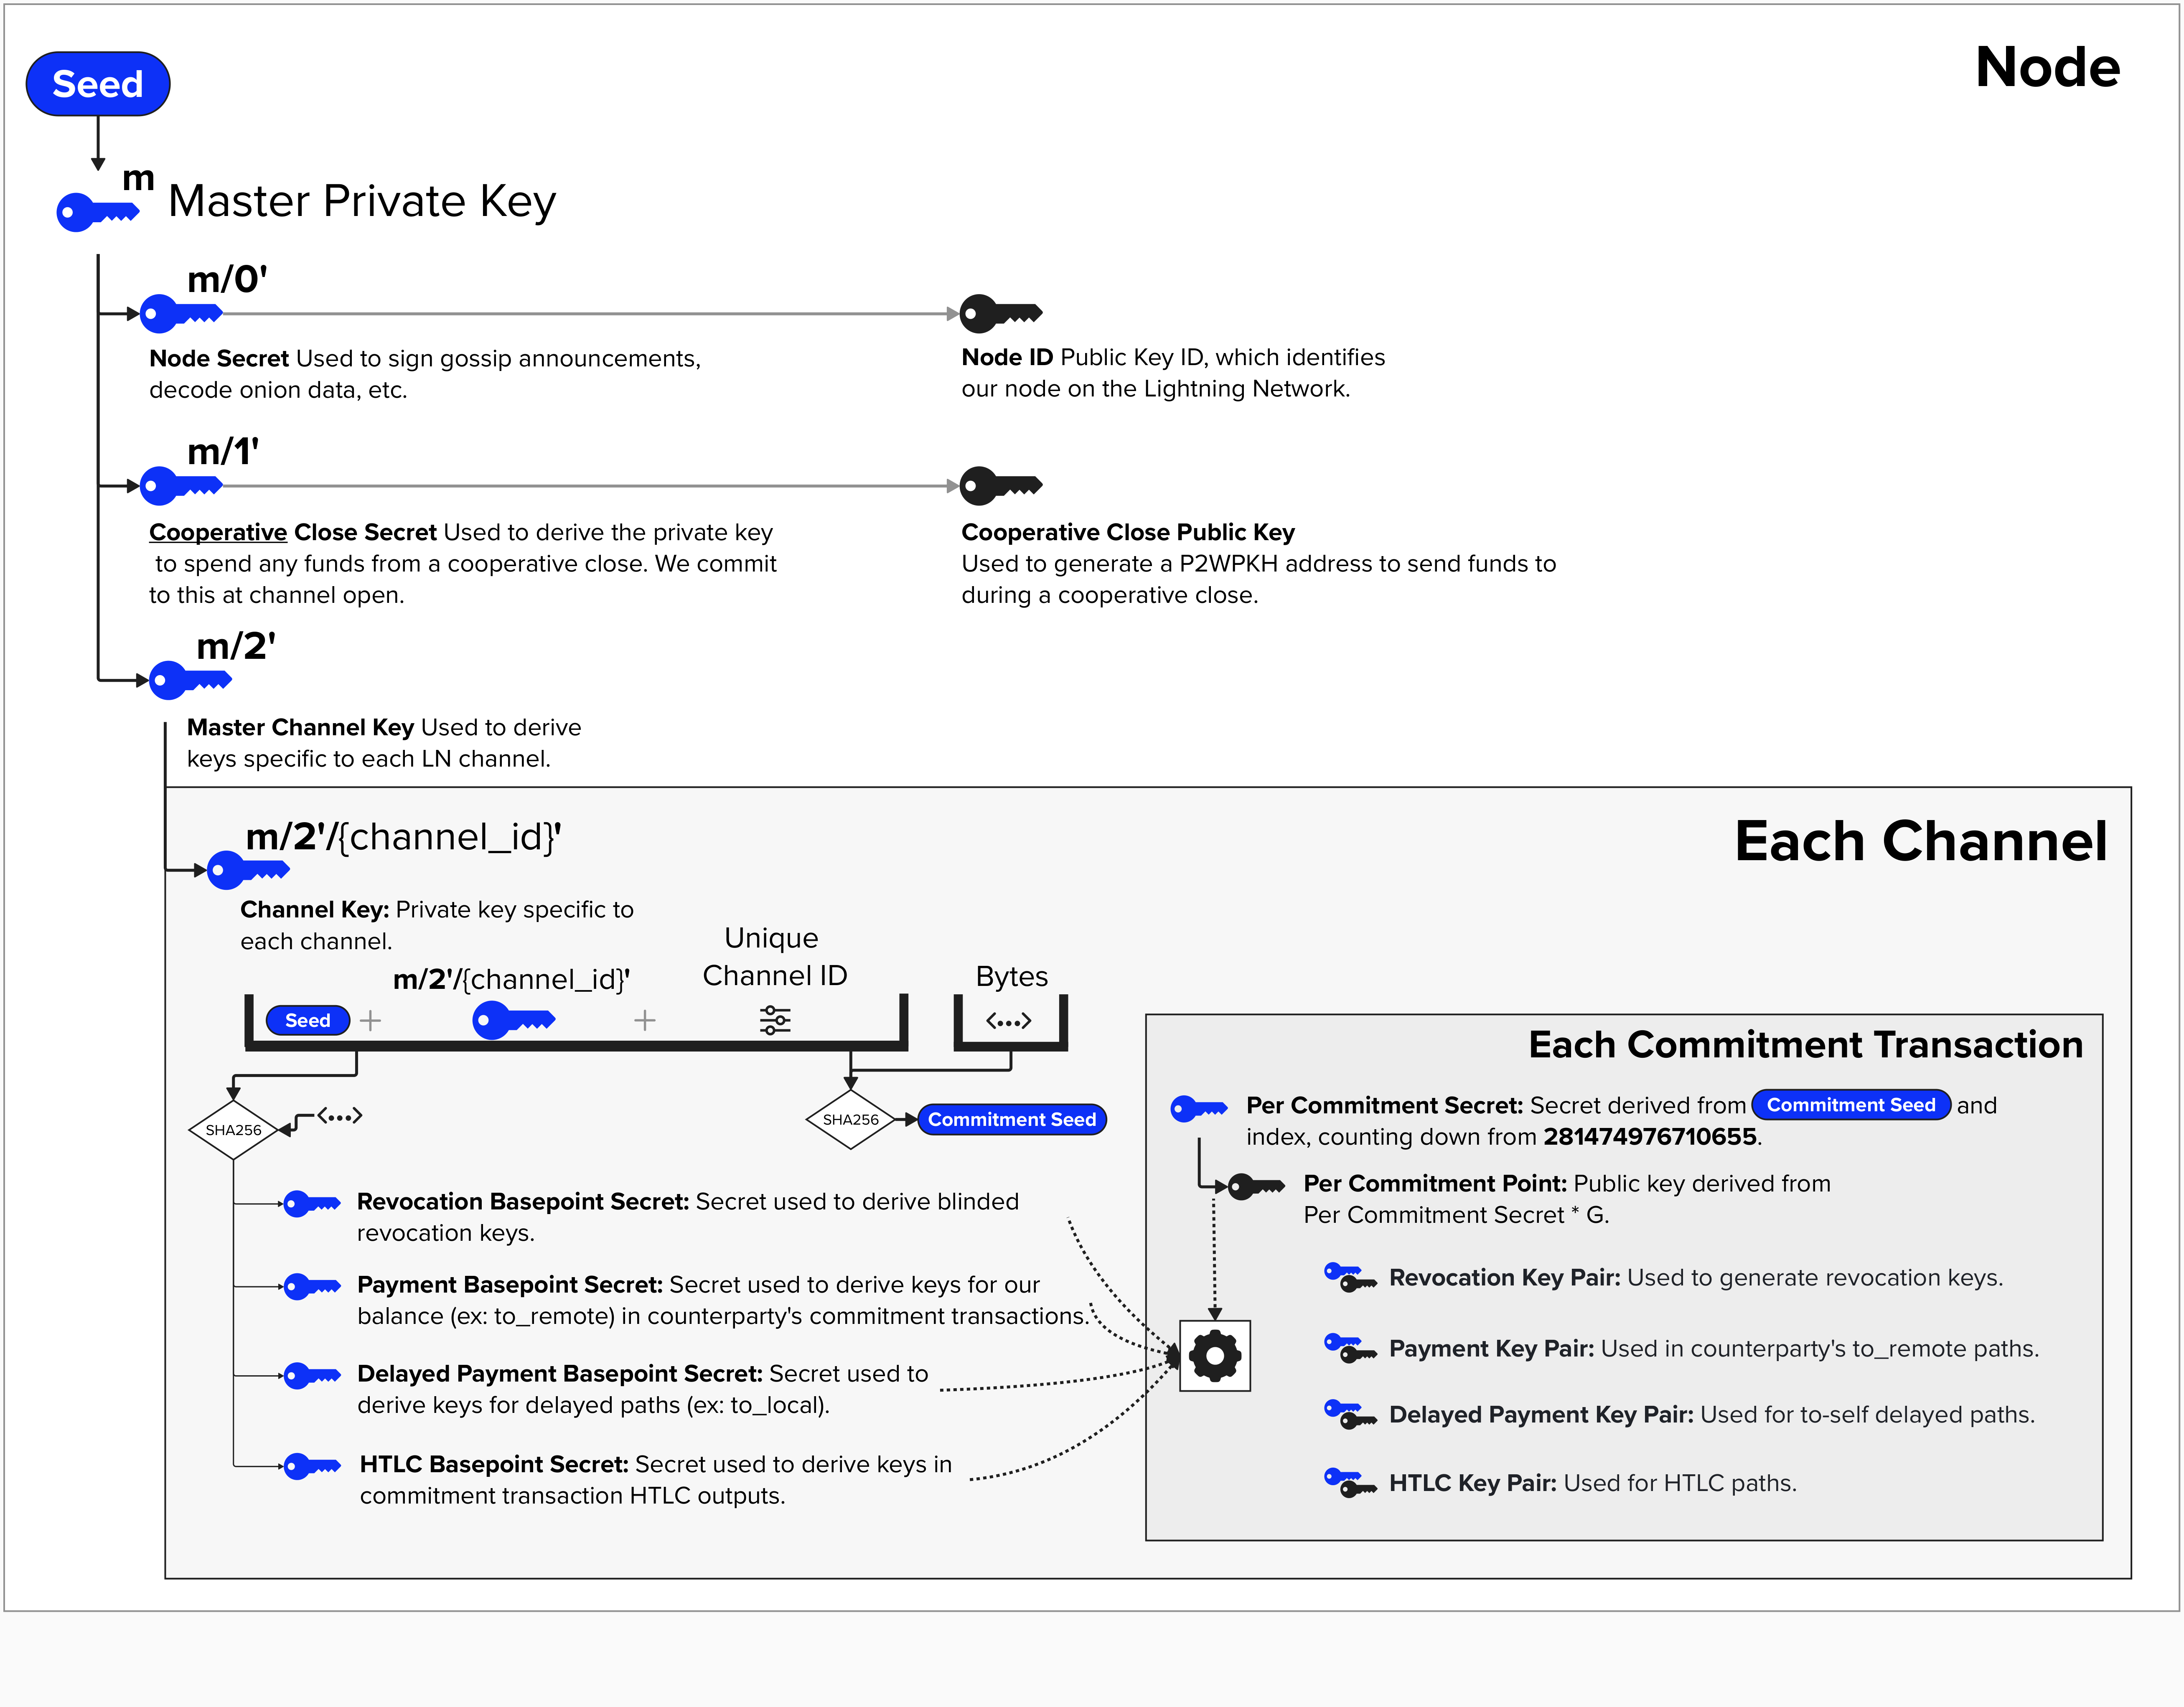 Node
Seed
m
Master Private Key
m/0'
Node Secret Used to sign gossip announcements,
decode onion data, etc.
Node ID Public Key ID, which identifies
our node on the Lightning Network.
m/1'
Cooperative Close Secret Used to derive the private key
to spend any funds from a cooperative close. We commit
to this at channel open.
Cooperative Close Public Key
Used to generate a P2WPKH address to send funds to
during a cooperative close.
m/2'
Master Channel Key Used to derive
keys specific to each LN channel.
Each Channel
m/2'/{channel_id}'
Channel Key: Private key specific to
each channel.
m/2'/{channel_id}'
Unique
Channel ID
Bytes
Seed
+
+
<...>
SHA256
<...>
SHA256
Commitment Seed
Revocation Basepoint Secret: Secret used to derive blinded
revocation keys.
Payment Basepoint Secret: Secret used to derive keys for our
balance (ex: to_remote) in counterparty's commitment transactions.
Delayed Payment Basepoint Secret: Secret used to
derive keys for delayed paths (ex: to_local).
HTLC Basepoint Secret: Secret used to derive keys in
commitment transaction HTLC outputs.
Each Commitment Transaction
Per Commitment Secret: Secret derived from Commitment Seed and
index, counting down from 281474976710655.
Per Commitment Point: Public key derived from
Per Commitment Secret * G.
Revocation Key Pair: Used to generate revocation keys.
Payment Key Pair: Used in counterparty's to_remote paths.
Delayed Payment Key Pair: Used for to-self delayed paths.
HTLC Key Pair: Used for HTLC paths.